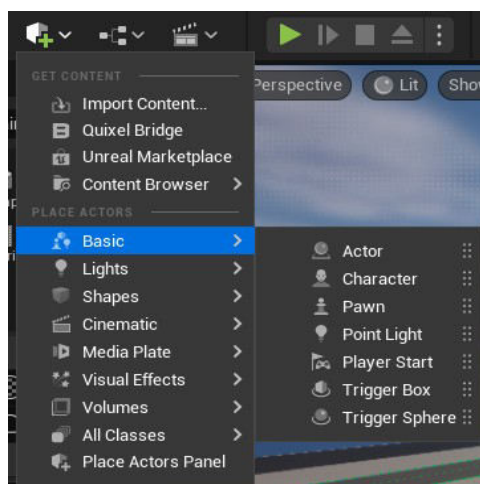 Perspective
Lit
GET CONTENT
Import Content...
Quixel Bridge
Unreal Marketplace
Content Browser
PLACE ACTORS
Basic
Lights
Shapes
Cinematic
Media Plate
Visual Effects
Volumes
All Classes
Place Actors Panel
Actor
Character
Pawn
Point Light
Player Start
Trigger Box
Trigger Sphere